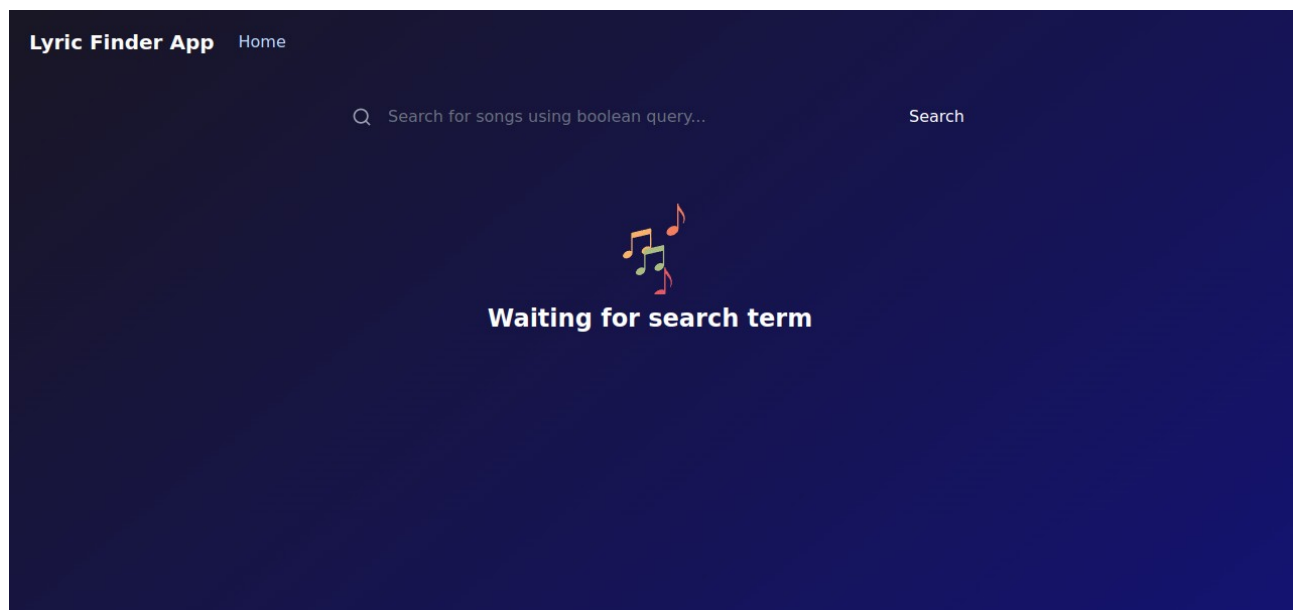 Lyric Finder App Home
Search for songs using boolean query... Search
Waiting for search term